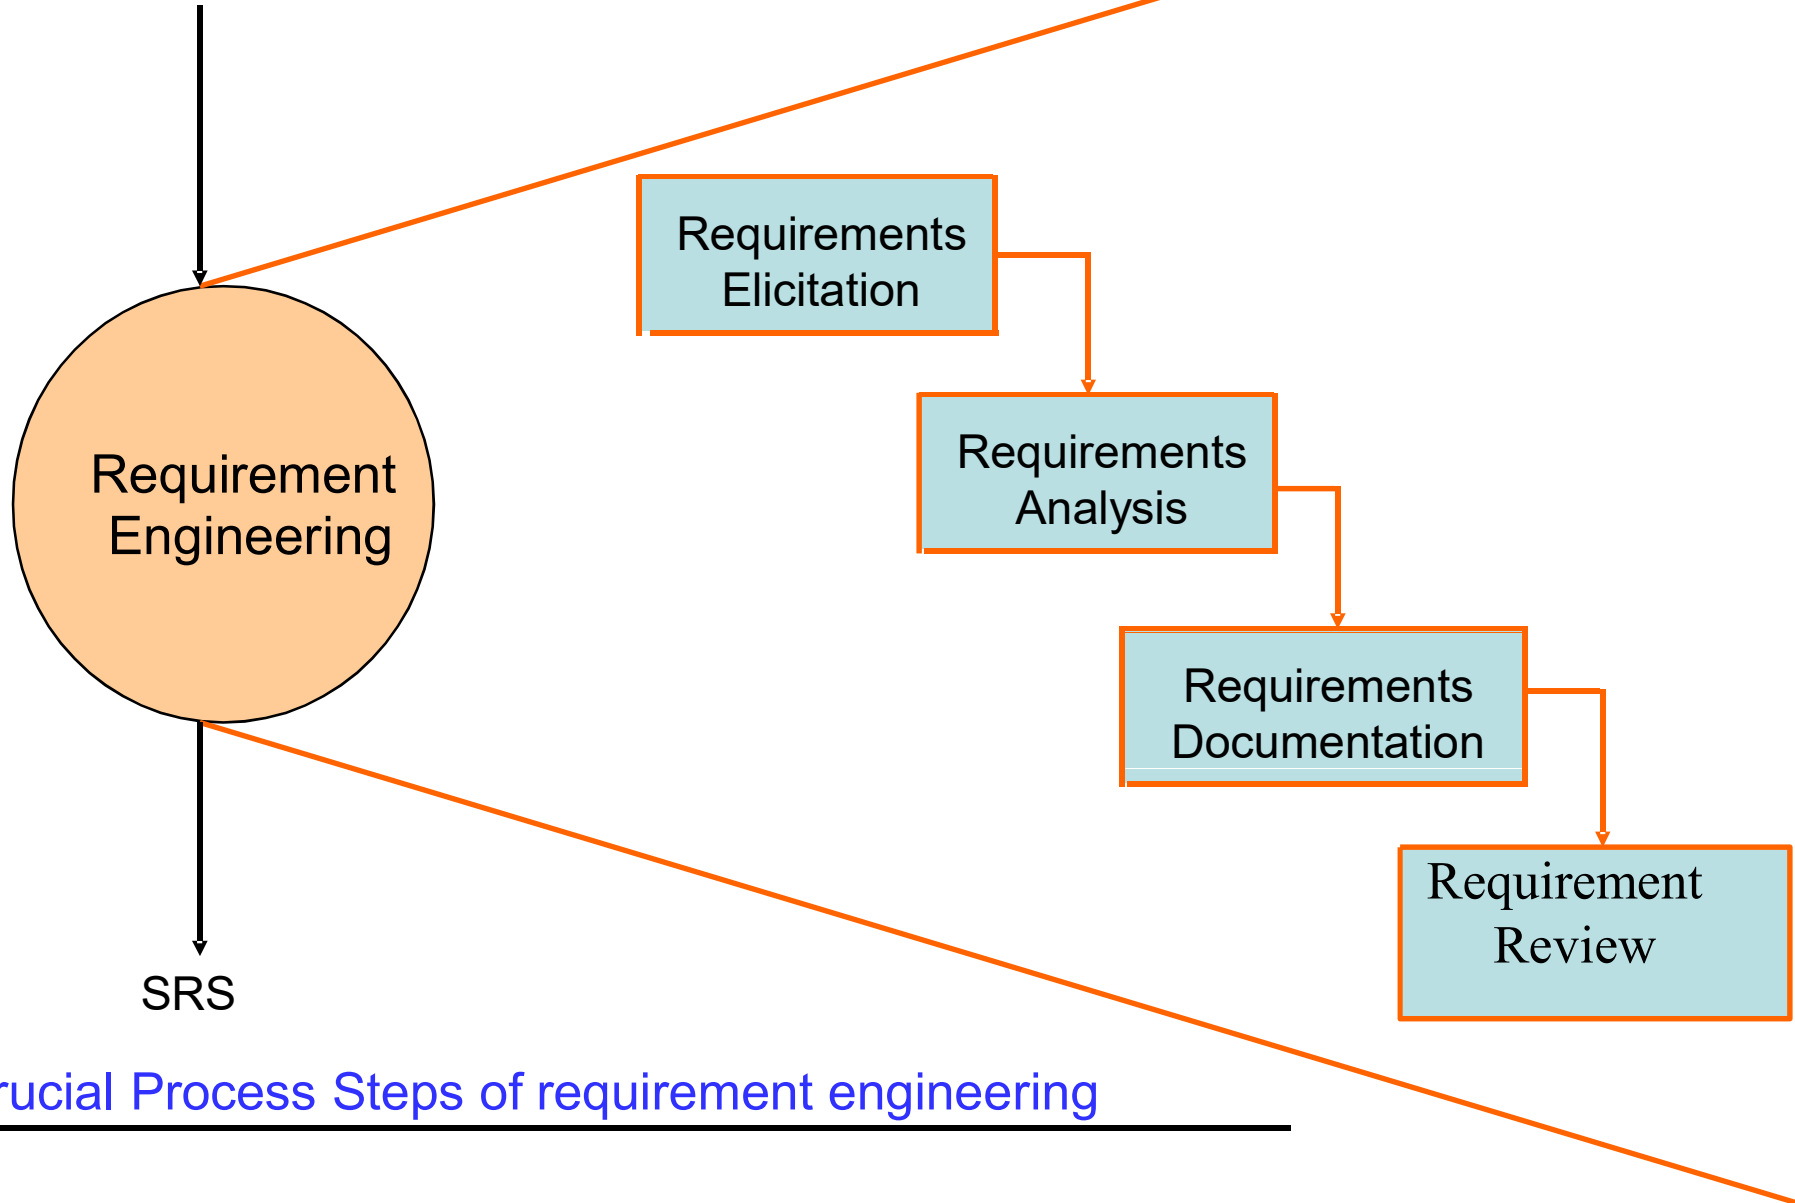 Requirements
Elicitation
Requirements
Analysis
Requirement
Engineering
Requirements
Documentation
Requirement
Review
SRS
rucial Process Steps of requirement engineering